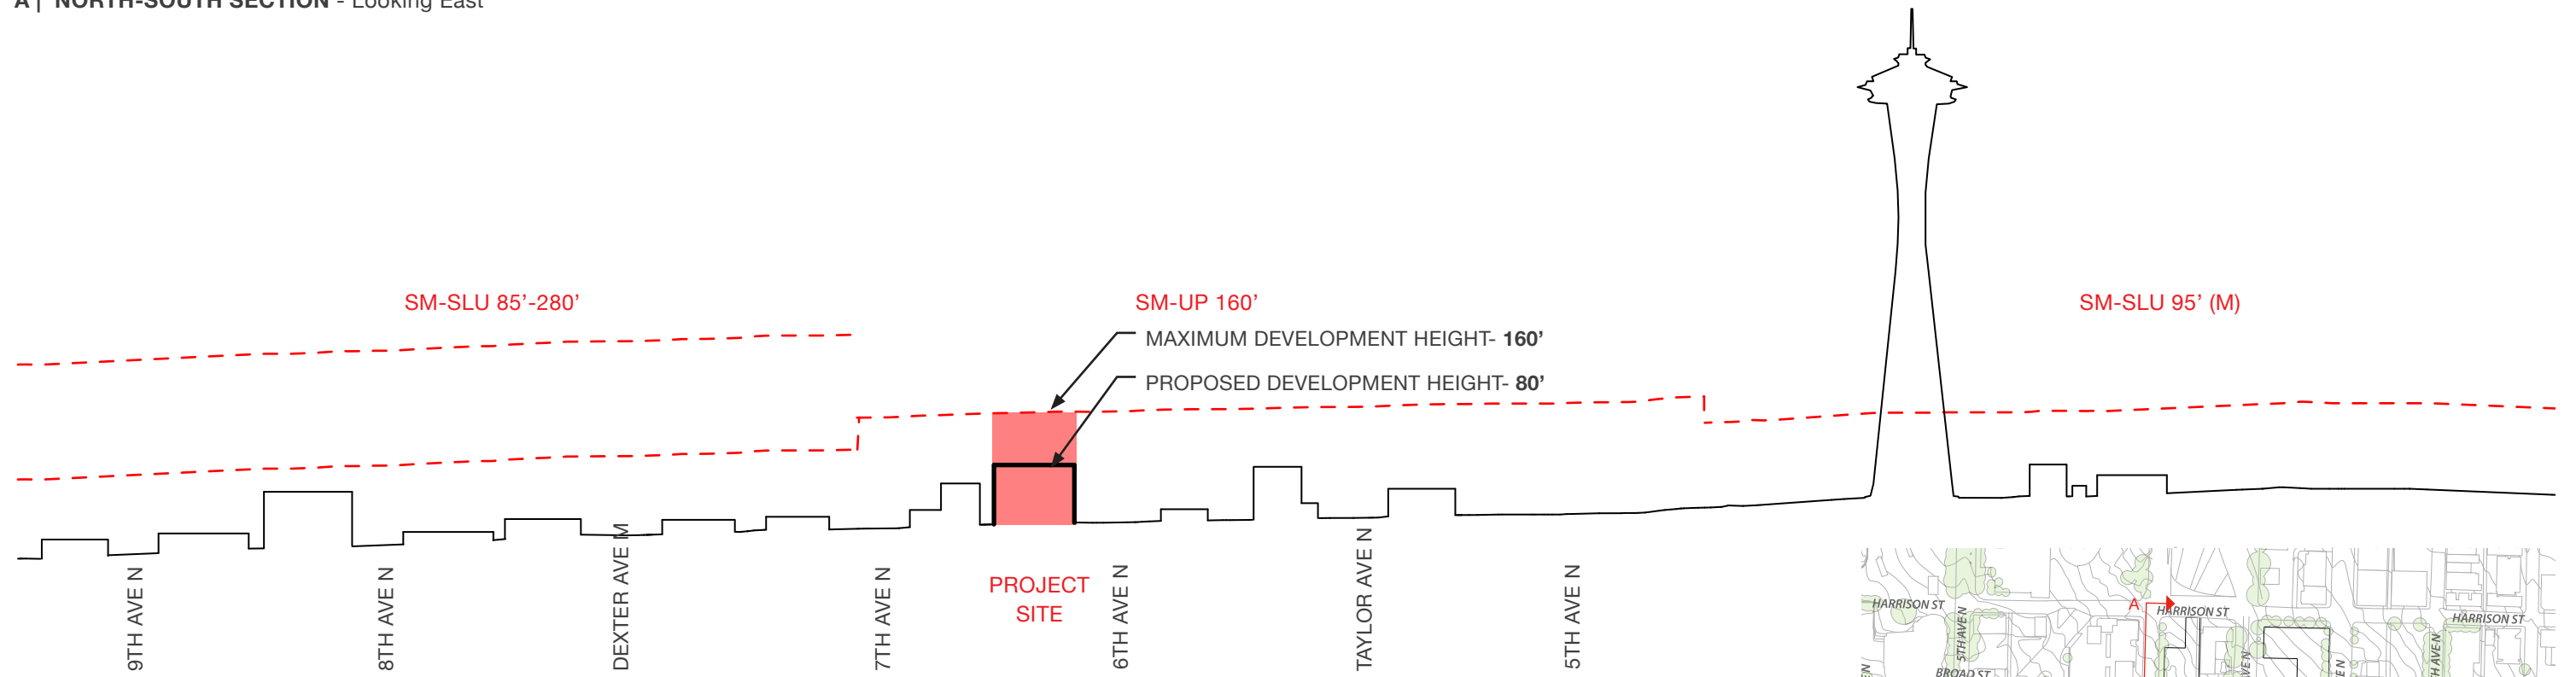 A | NORTH-SOUTH SECTION - Looking East
SM-SLU 85’-280’
SM-UP 160’
SM-SLU 95’ (M)
MAXIMUM DEVELOPMENT HEIGHT- 160’
PROPOSED DEVELOPMENT HEIGHT- 80’
9TH AVE N
8TH AVE N
DEXTER AVE M
7TH AVE N
PROJECT
SITE
6TH AVE N
TAYLOR AVE N
5TH AVE N
HARRISON ST
5TH AVE N
BROAD ST
A
HARRISON ST
HARRISON ST